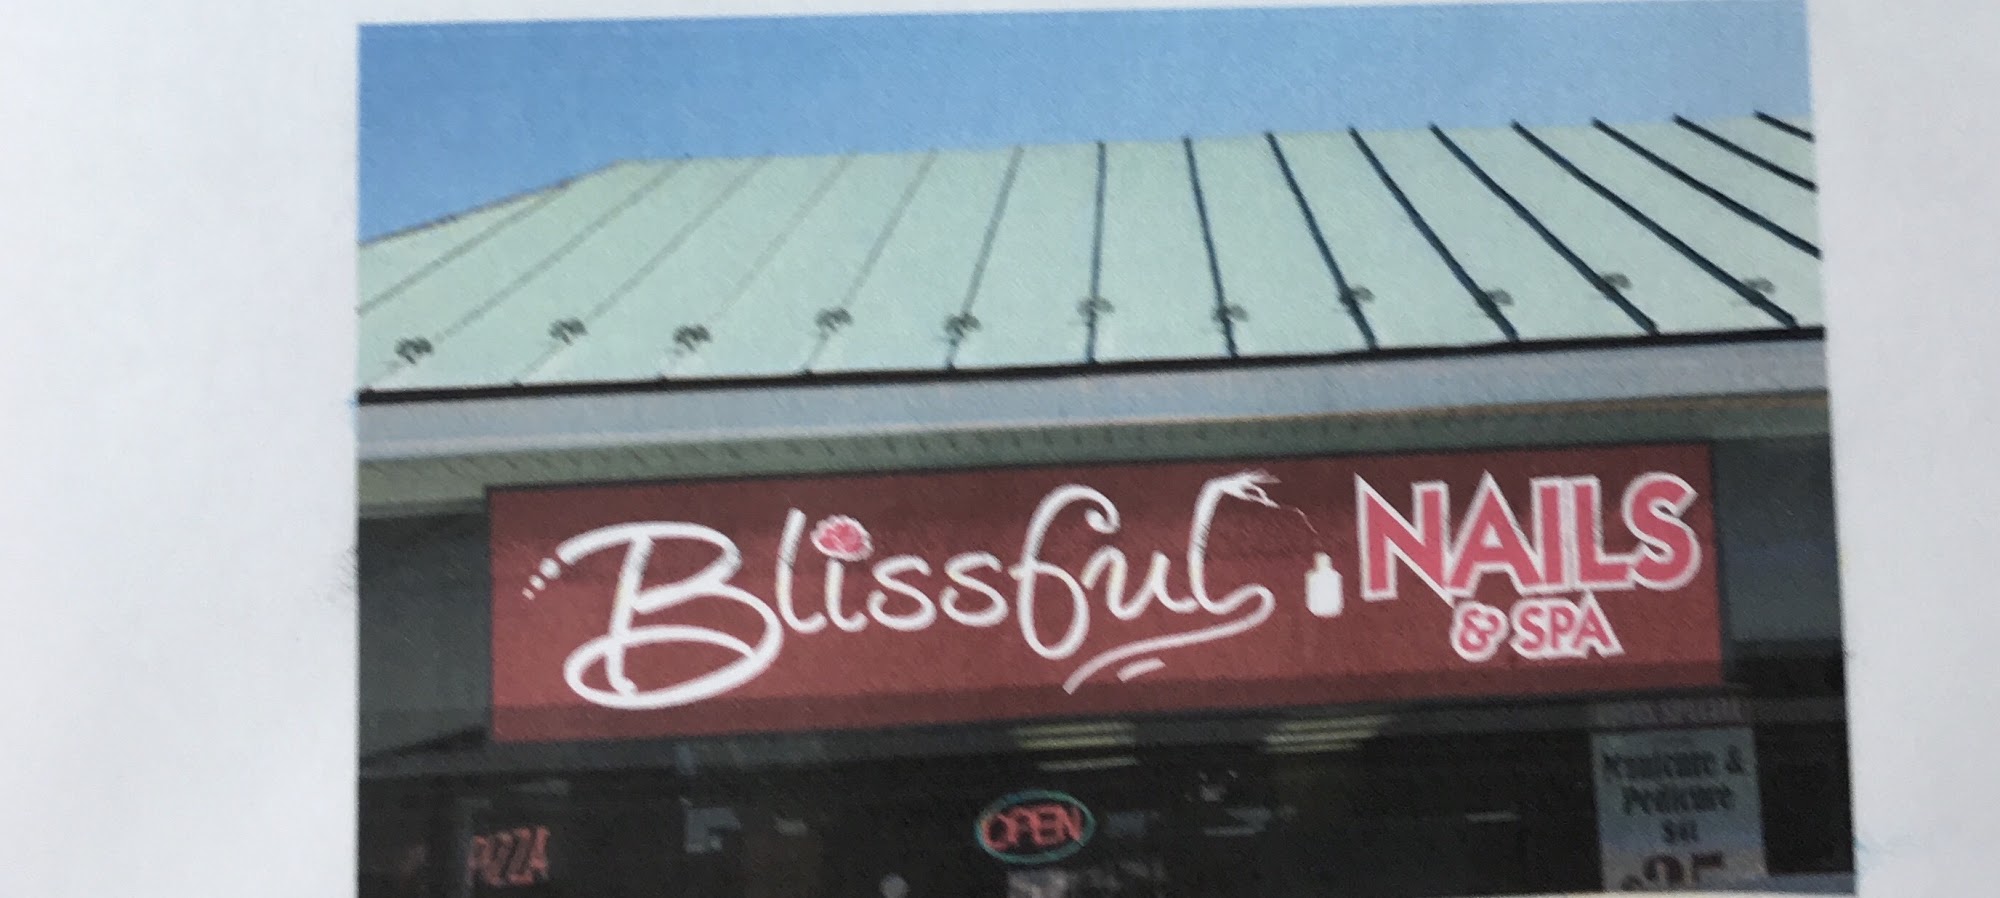 Blissful NAILS
& SPA
PIZZA
OPEN
Manicure &
Pedicure